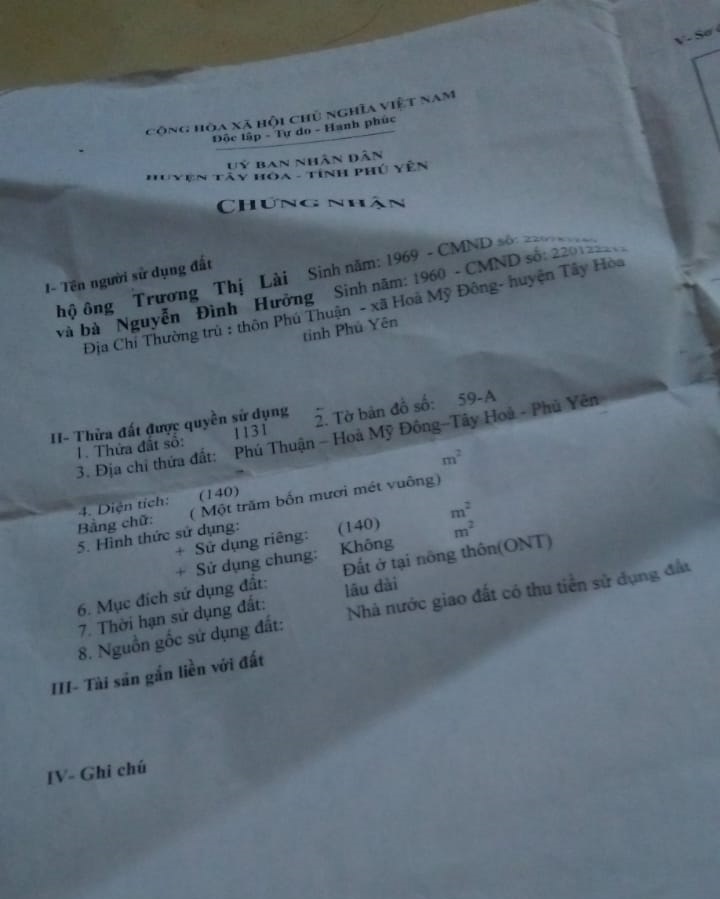 V- Sơ
CỘNG HÒA XÃ HỘI CHỦ NGHĨA VIỆT NAM
Độc lập - Tự do - Hạnh phúc
UỶ BAN NHÂN DÂN
HUYỆN TÂY HÒA - TỈNH PHÚ YÊN
CHỨNG NHẬN
I- Tên người sử dụng đất
hộ ông Trương Thị Lài Sinh năm: 1969 - CMND số:
và bà Nguyễn Đình Hưởng Sinh năm: 1960 - CMND số:
Địa Chỉ Thường trú : thôn Phú Thuận - xã Hoà Mỹ Đông- huyện Tây Hòa
tỉnh Phú Yên
II- Thửa đất được quyền sử dụng
1. Thửa đất số: 1131 2. Tờ bản đồ số: 59-A
3. Địa chỉ thửa đất: Phú Thuận – Hoà Mỹ Đông–Tây Hoà - Phú Yên
4. Diện tích: (140) m²
Bằng chữ: ( Một trăm bốn mươi mét vuông)
5. Hình thức sử dụng:
+ Sử dụng riêng: (140) m²
+ Sử dụng chung: Không m²
6. Mục đích sử dụng đất: Đất ở tại nông thôn(ONT)
7. Thời hạn sử dụng đất: lâu dài
8. Nguồn gốc sử dụng đất: Nhà nước giao đất có thu tiền sử dụng đất
III- Tài sản gắn liền với đất
IV- Ghi chú